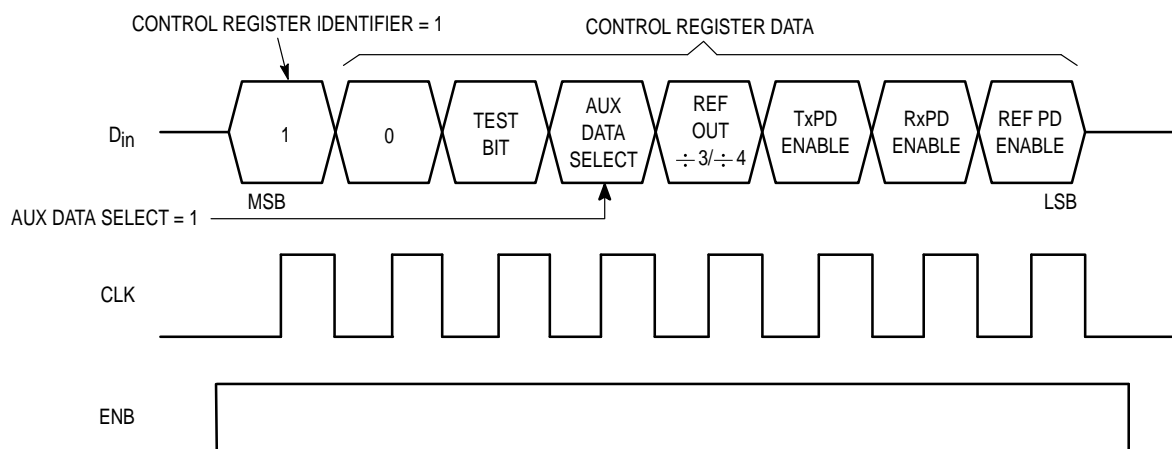 CONTROL REGISTER IDENTIFIER = 1
CONTROL REGISTER DATA
Din
1
0
TEST
BIT
AUX
DATA
SELECT
REF
OUT
÷3/÷4
TxPD
ENABLE
RxPD
ENABLE
REF PD
ENABLE
MSB
LSB
AUX DATA SELECT = 1
CLK
ENB